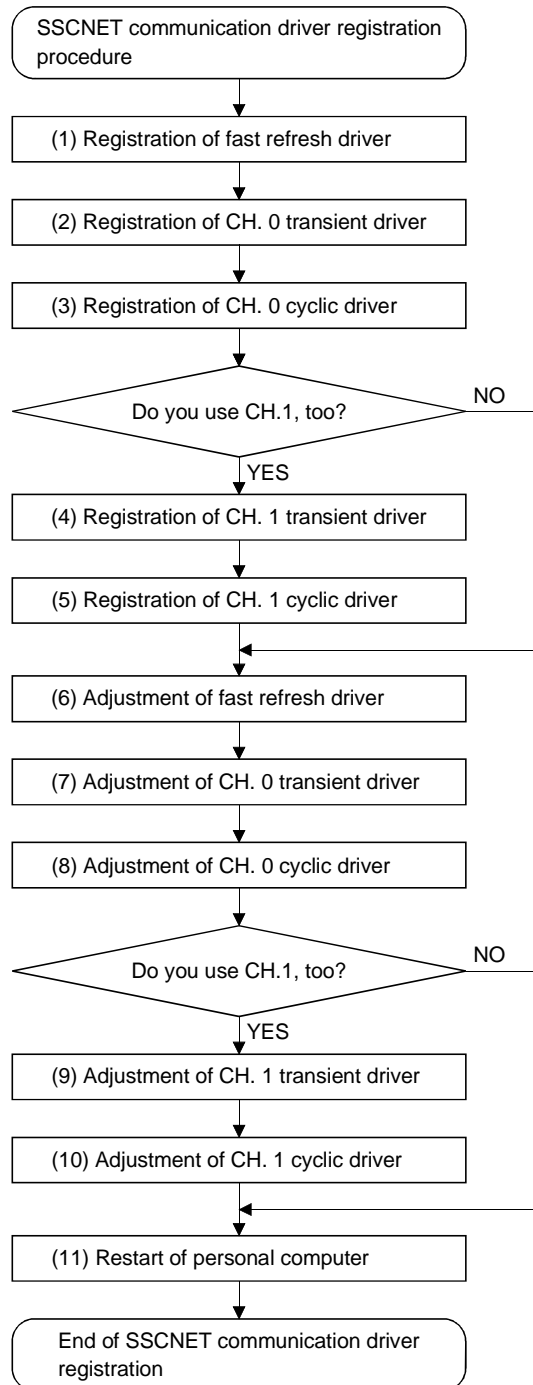 SSCNET communication driver registration
procedure
(1) Registration of fast refresh driver
(2) Registration of CH. 0 transient driver
(3) Registration of CH. 0 cyclic driver
Do you use CH.1, too?
NO
YES
(4) Registration of CH. 1 transient driver
(5) Registration of CH. 1 cyclic driver
(6) Adjustment of fast refresh driver
(7) Adjustment of CH. 0 transient driver
(8) Adjustment of CH. 0 cyclic driver
Do you use CH.1, too?
NO
YES
(9) Adjustment of CH. 1 transient driver
(10) Adjustment of CH. 1 cyclic driver
(11) Restart of personal computer
End of SSCNET communication driver
registration